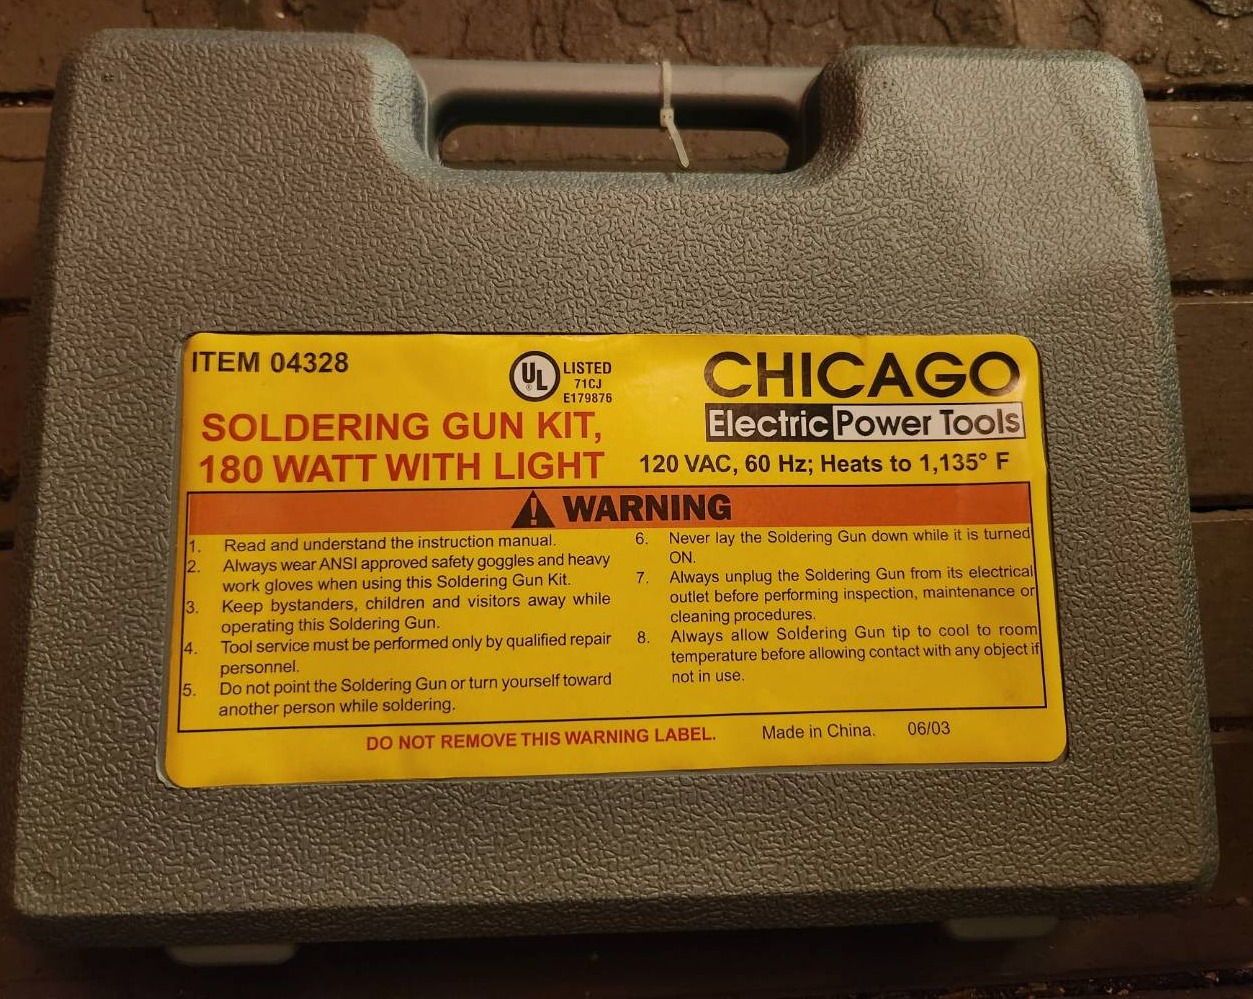 ITEM 04328
UL
®
LISTED
71CJ
E179876
CHICAGO
Electric Power Tools
SOLDERING GUN KIT,
180 WATT WITH LIGHT
120 VAC, 60 Hz; Heats to 1,135° F
WARNING
1. Read and understand the instruction manual.
2. Always wear ANSI approved safety goggles and heavy
work gloves when using this Soldering Gun Kit.
3. Keep bystanders, children and visitors away while
operating this Soldering Gun.
4. Tool service must be performed only by qualified repair
personnel.
5. Do not point the Soldering Gun or turn yourself toward
another person while soldering.
6. Never lay the Soldering Gun down while it is turned
ON.
7. Always unplug the Soldering Gun from its electrical
outlet before performing inspection, maintenance or
cleaning procedures.
8. Always allow Soldering Gun tip to cool to room
temperature before allowing contact with any object if
not in use.
DO NOT REMOVE THIS WARNING LABEL. Made in China. 06/03